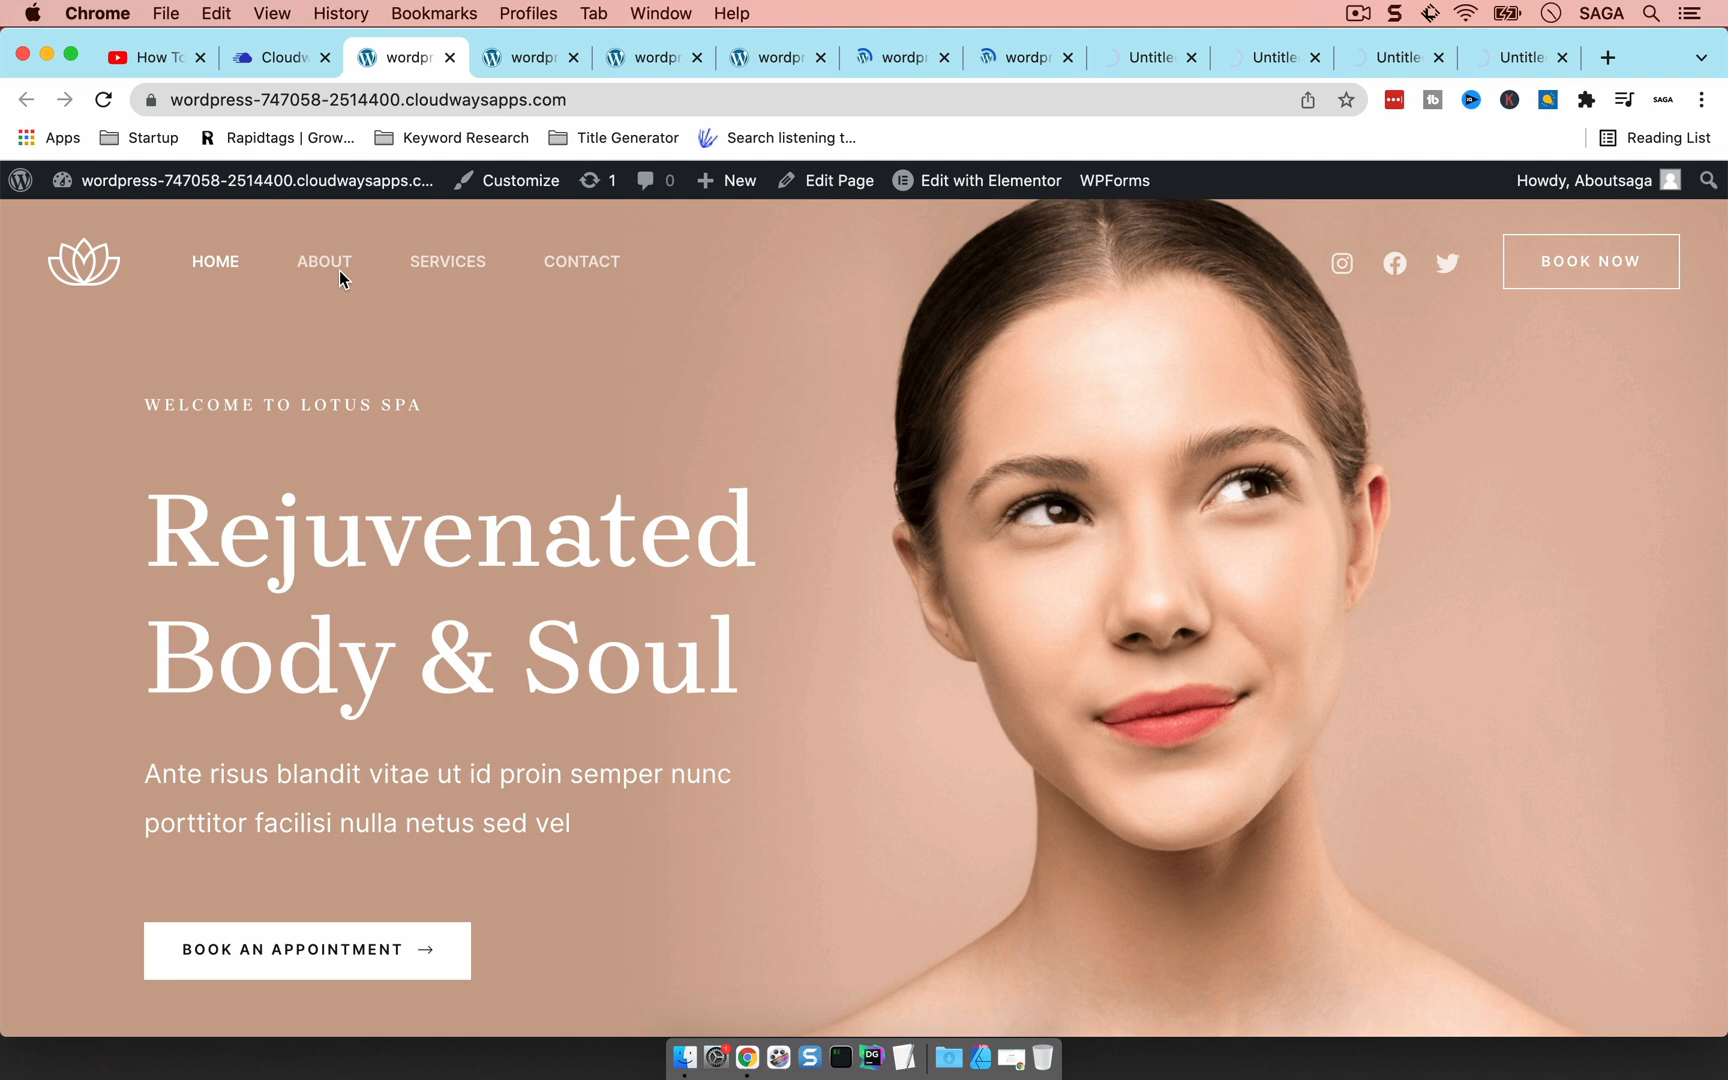 Chrome File Edit View History Bookmarks Profiles Tab Window Help SAGA
How To Cloudw wordpr wordpr wordpr wordpr wordpr wordpr Untitle Untitle Untitle Untitle
wordpress-747058-2514400.cloudwaysapps.com SAGA
Apps Startup Rapidtags | Grow... Keyword Research Title Generator Search listening t... Reading List
wordpress-747058-2514400.cloudwaysapps.c... Customize 1 0 New Edit Page Edit with Elementor WPForms Howdy, Aboutsaga
HOME ABOUT SERVICES CONTACT BOOK NOW
WELCOME TO LOTUS SPA
Rejuvenated
Body & Soul
Ante risus blandit vitae ut id proin semper nunc
porttitor facilisi nulla netus sed vel
BOOK AN APPOINTMENT →
DG